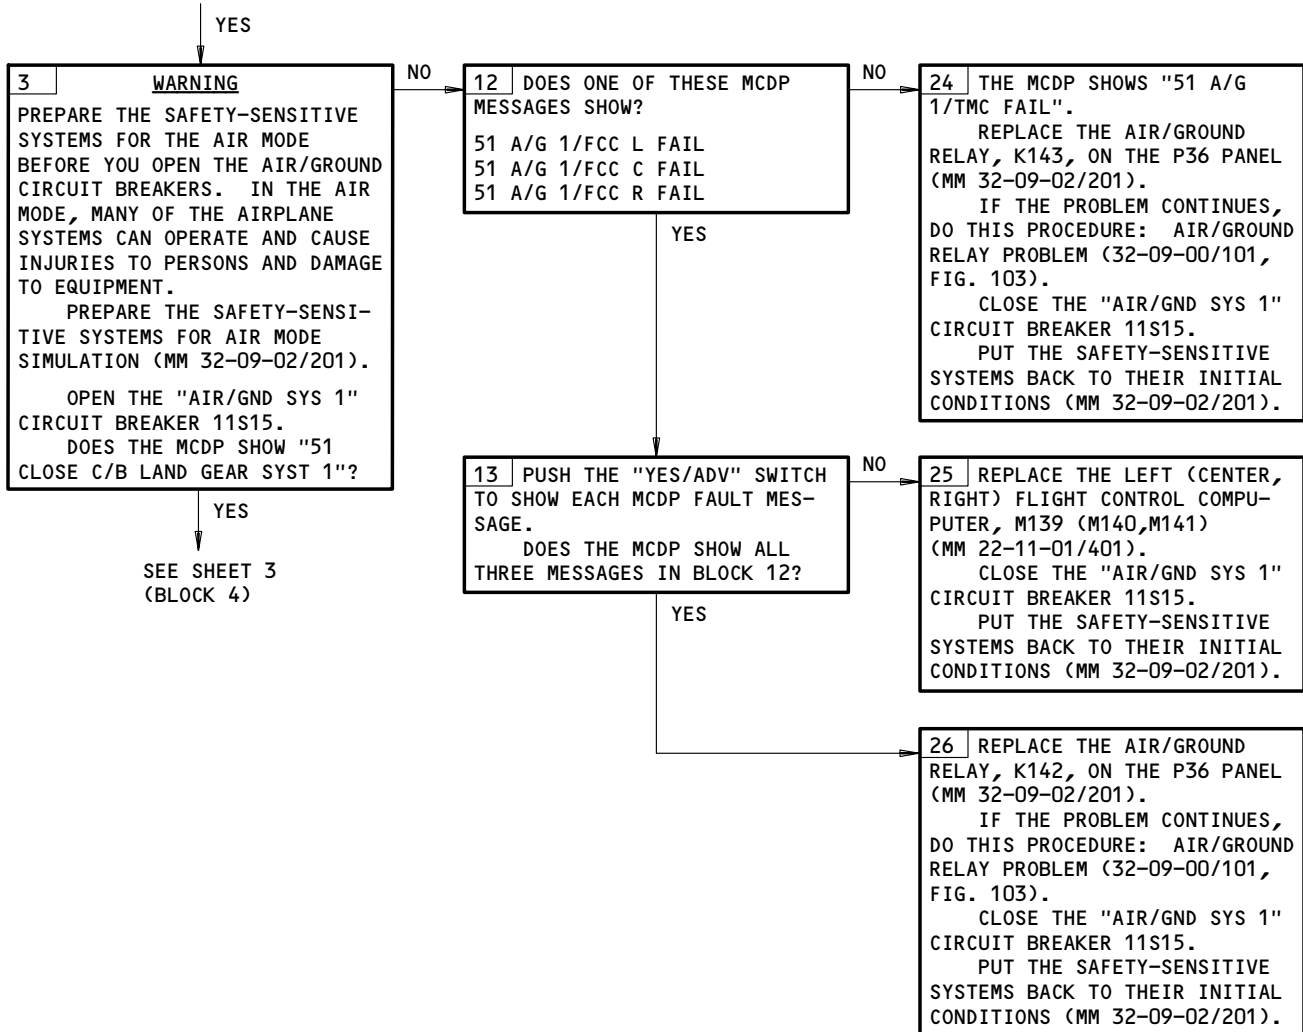 YES
3 WARNING
PREPARE THE SAFETY-SENSITIVE
SYSTEMS FOR THE AIR MODE
BEFORE YOU OPEN THE AIR/GROUND
CIRCUIT BREAKERS. IN THE AIR
MODE, MANY OF THE AIRPLANE
SYSTEMS CAN OPERATE AND CAUSE
INJURIES TO PERSONS AND DAMAGE
TO EQUIPMENT.
PREPARE THE SAFETY-SENSI-
TIVE SYSTEMS FOR AIR MODE
SIMULATION (MM 32-09-02/201).
OPEN THE "AIR/GND SYS 1"
CIRCUIT BREAKER 11S15.
DOES THE MCDP SHOW "51
CLOSE C/B LAND GEAR SYST 1"?
YES
SEE SHEET 3
(BLOCK 4)
NO
12 DOES ONE OF THESE MCDP
MESSAGES SHOW?
51 A/G 1/FCC L FAIL
51 A/G 1/FCC C FAIL
51 A/G 1/FCC R FAIL
YES
NO
24 THE MCDP SHOWS "51 A/G
1/TMC FAIL".
REPLACE THE AIR/GROUND
RELAY, K143, ON THE P36 PANEL
(MM 32-09-02/201).
IF THE PROBLEM CONTINUES,
DO THIS PROCEDURE: AIR/GROUND
RELAY PROBLEM (32-09-00/101,
FIG. 103).
CLOSE THE "AIR/GND SYS 1"
CIRCUIT BREAKER 11S15.
PUT THE SAFETY-SENSITIVE
SYSTEMS BACK TO THEIR INITIAL
CONDITIONS (MM 32-09-02/201).
13 PUSH THE "YES/ADV" SWITCH
TO SHOW EACH MCDP FAULT MES-
SAGE.
DOES THE MCDP SHOW ALL
THREE MESSAGES IN BLOCK 12?
YES
NO
25 REPLACE THE LEFT (CENTER,
RIGHT) FLIGHT CONTROL COMPU-
PUTER, M139 (M140,M141)
(MM 22-11-01/401).
CLOSE THE "AIR/GND SYS 1"
CIRCUIT BREAKER 11S15.
PUT THE SAFETY-SENSITIVE
SYSTEMS BACK TO THEIR INITIAL
CONDITIONS (MM 32-09-02/201).
26 REPLACE THE AIR/GROUND
RELAY, K142, ON THE P36 PANEL
(MM 32-09-02/201).
IF THE PROBLEM CONTINUES,
DO THIS PROCEDURE: AIR/GROUND
RELAY PROBLEM (32-09-00/101,
FIG. 103).
CLOSE THE "AIR/GND SYS 1"
CIRCUIT BREAKER 11S15.
PUT THE SAFETY-SENSITIVE
SYSTEMS BACK TO THEIR INITIAL
CONDITIONS (MM 32-09-02/201).